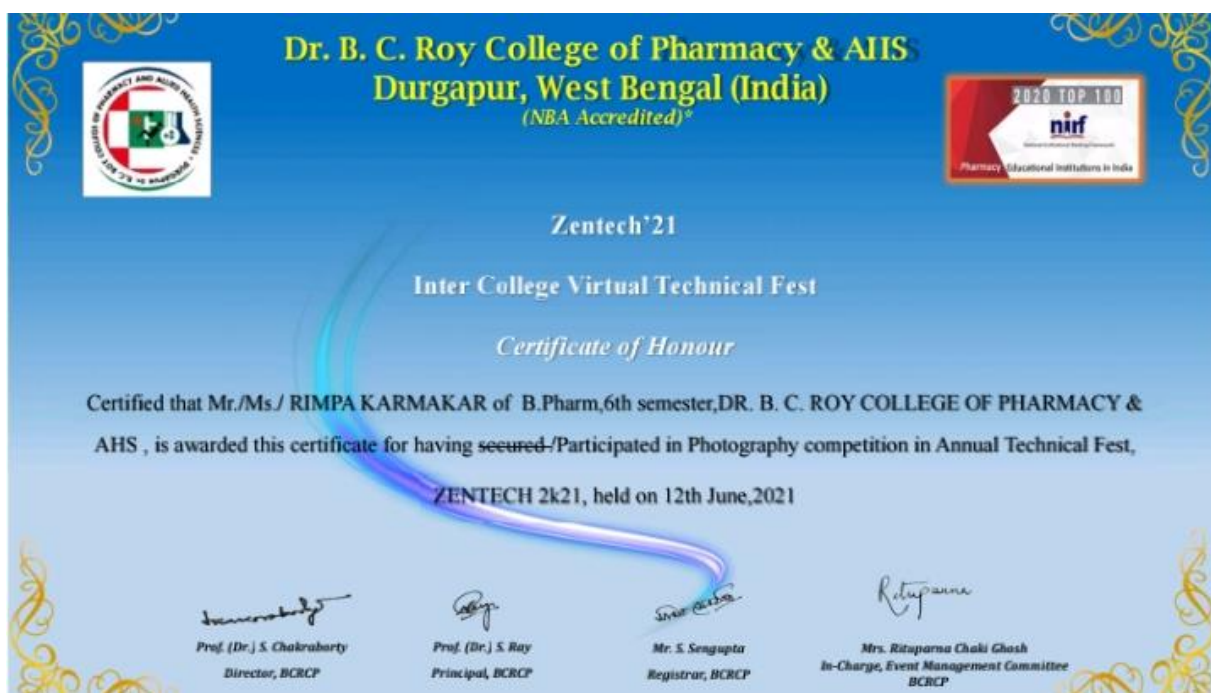 Dr. B. C. Roy College of Pharmacy & AHS
Durgapur, West Bengal (India)
(NBA Accredited)*
2020 TOP 100
nirf
Pharmacy Educational Institutions in India
Zentech’21
Inter College Virtual Technical Fest
Certificate of Honour
Certified that Mr./Ms./ RIMPA KARMAKAR of B.Pharm,6th semester,DR. B. C. ROY COLLEGE OF PHARMACY &
AHS , is awarded this certificate for having secured /Participated in Photography competition in Annual Technical Fest,
ZENTECH 2k21, held on 12th June,2021
Rituparna
Prof. (Dr.) S. Chakraborty
Prof. (Dr.) S. Ray
Mr. S. Sengupta
Mrs. Rituparna Chaki Ghosh
Director, BCRCP
Principal, BCRCP
Registrar, BCRCP
In-Charge, Event Management Committee
BCRCP